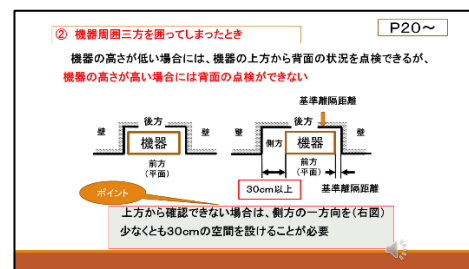 ② 機器周囲三方を囲ってしまったとき
P20～
機器の高さが低い場合には、機器の上方から背面の状況を点検できるが、
機器の高さが高い場合には背面の点検ができない
基準離隔距離
壁 後方 壁
機器
前方
(平面)
壁 後方 壁
側方 機器
前方
(平面)
30cm以上
基準離隔距離
ポイント
上方から確認できない場合は、側方の一方向を(右図)
少なくとも30cmの空間を設けることが必要